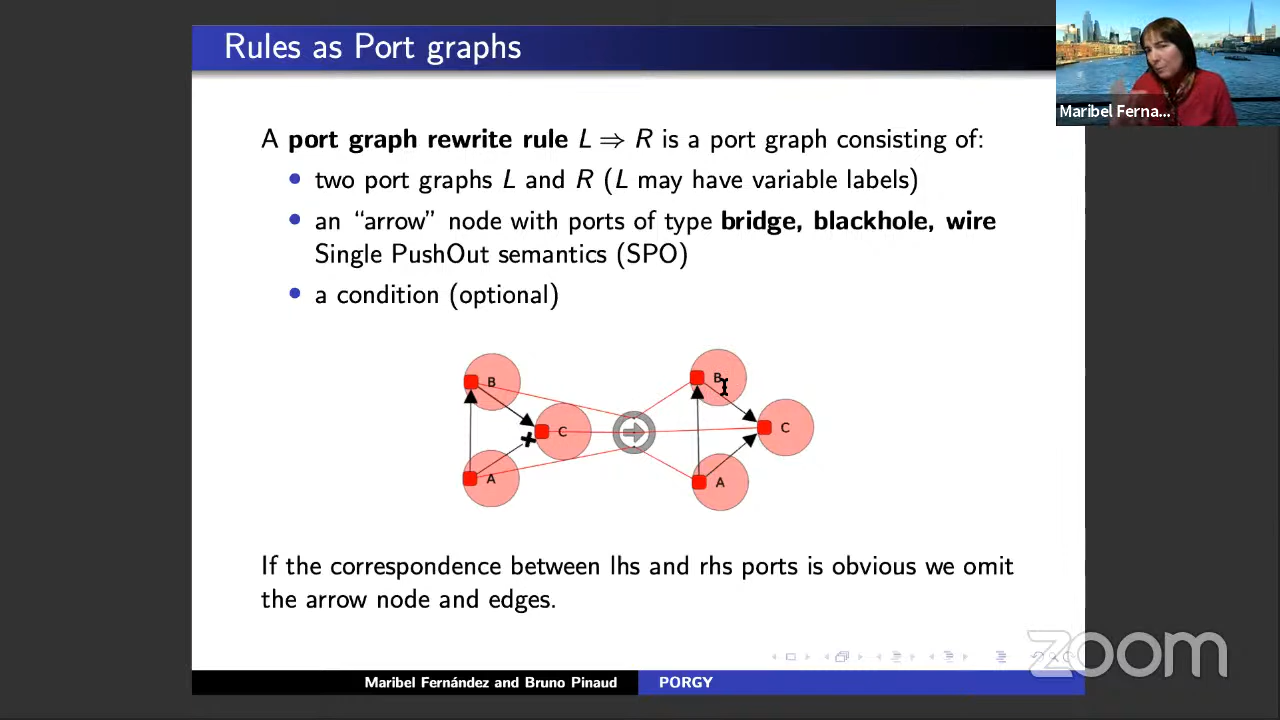 Rules as Port graphs
Maribel Ferna...
A port graph rewrite rule L ⇒ R is a port graph consisting of:
• two port graphs L and R (L may have variable labels)
• an “arrow” node with ports of type bridge, blackhole, wire
Single PushOut semantics (SPO)
• a condition (optional)
B
C
A
B
C
A
If the correspondence between lhs and rhs ports is obvious we omit
the arrow node and edges.
zoom
Maribel Fernández and Bruno Pinaud
PORGY